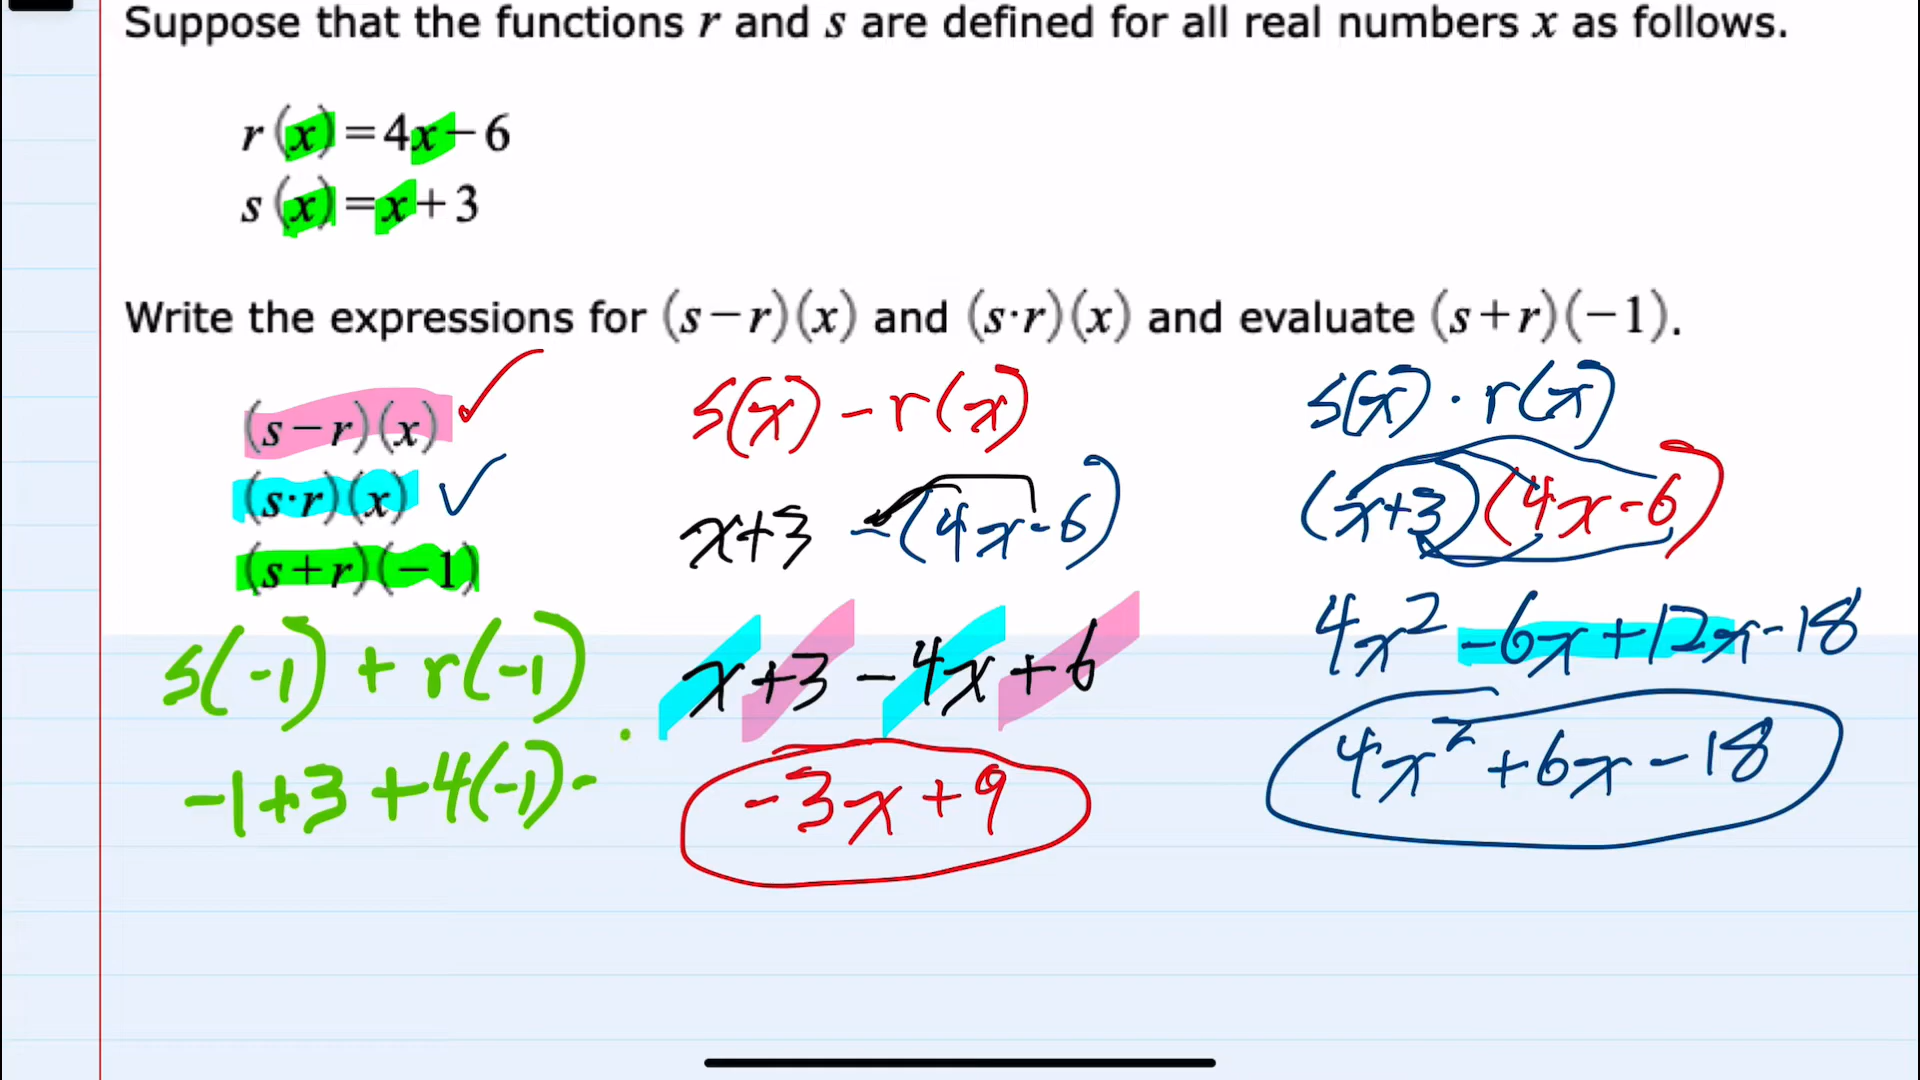 Suppose that the functions r and s are defined for all real numbers x as follows.
r(x)=4x−6
s(x)=x+3
Write the expressions for (s−r)(x) and (s·r)(x) and evaluate (s+r)(−1).
(s−r)(x) ✓
(s·r)(x) ✓
(s+r)(−1)
s(-1) + r(-1)
-1+3 +4(-1)-
s(x) - r(x)
x+3 -(4x-6)
x+3 - 4x+6
-3x+9
s(x) · r(x)
(x+3)(4x-6)
4x² -6x+12x-18
4x² +6x-18